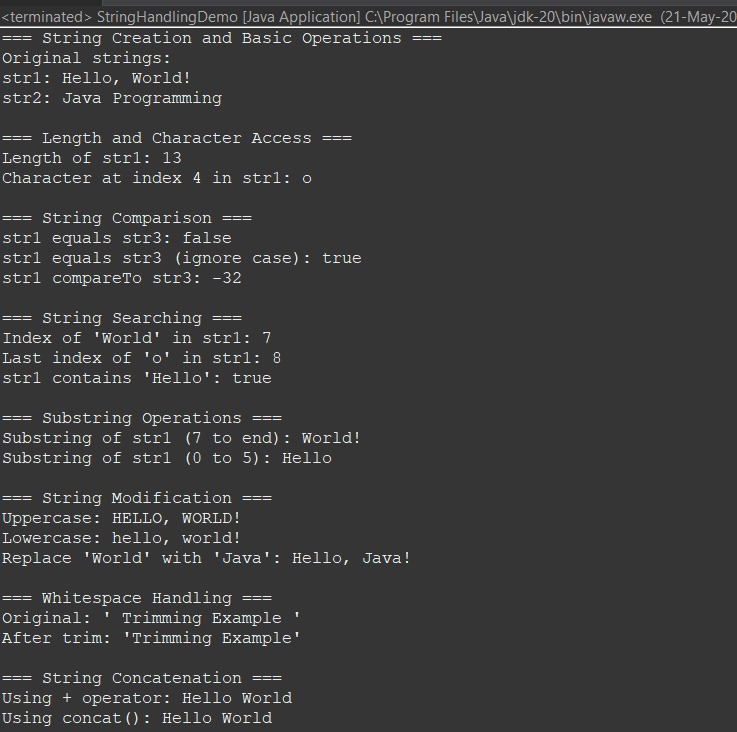 <terminated> StringHandlingDemo [Java Application] C:\Program Files\Java\jdk-20\bin\javaw.exe (21-May-20
=== String Creation and Basic Operations ===
Original strings:
str1: Hello, World!
str2: Java Programming
=== Length and Character Access ===
Length of str1: 13
Character at index 4 in str1: o
=== String Comparison ===
str1 equals str3: false
str1 equals str3 (ignore case): true
str1 compareTo str3: -32
=== String Searching ===
Index of 'World' in str1: 7
Last index of 'o' in str1: 8
str1 contains 'Hello': true
=== Substring Operations ===
Substring of str1 (7 to end): World!
Substring of str1 (0 to 5): Hello
=== String Modification ===
Uppercase: HELLO, WORLD!
Lowercase: hello, world!
Replace 'World' with 'Java': Hello, Java!
=== Whitespace Handling ===
Original: ' Trimming Example '
After trim: 'Trimming Example'
=== String Concatenation ===
Using + operator: Hello World
Using concat(): Hello World